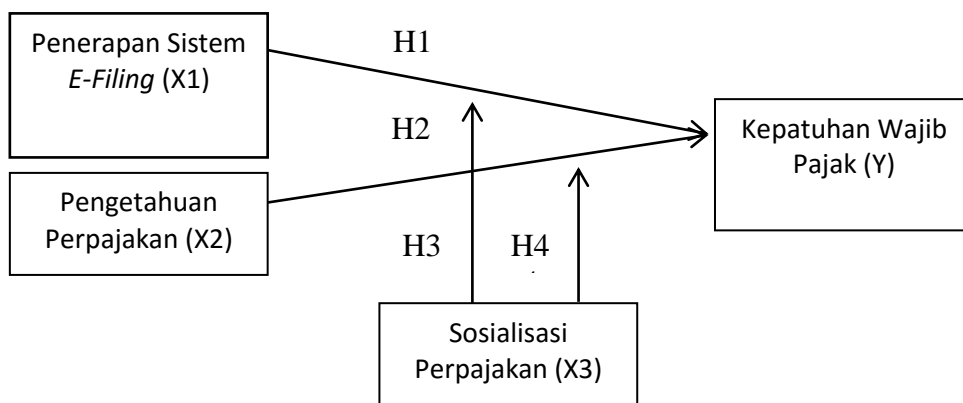 Penerapan Sistem
E-Filing (X1)
H1
Kepatuhan Wajib
Pajak (Y)
H2
Pengetahuan
Perpajakan (X2)
H3
H4
Sosialisasi
Perpajakan (X3)